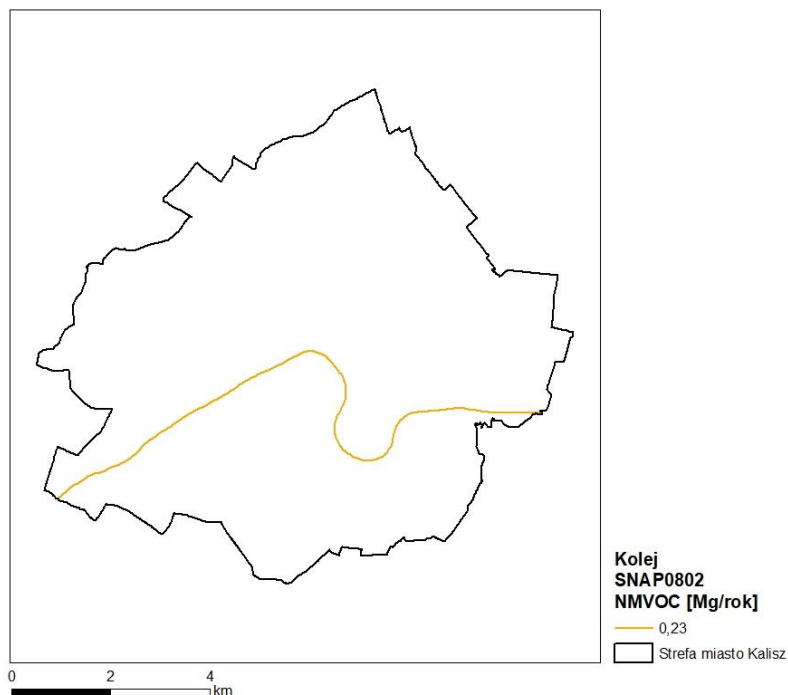 Kolej
SNAP0802
NMVOC [Mg/rok]
0,23
Strefa miasto Kalisz
0 2 4
km